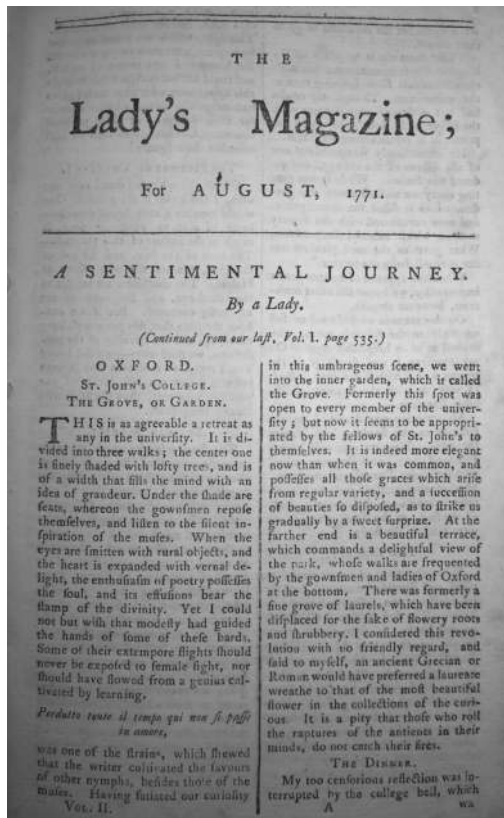 THE
Lady's Magazine;
For AUGUST, 1771.
A SENTIMENTAL JOURNEY.
By a Lady.
(Continued from our laſt, Vol. I. page 535.)
OXFORD.
ST. JOHN'S COLLEGE.
THE GROVE, OR GARDEN.
THIS is as agreeable a retreat as
any in the univerſity. It is di-
vided into three walks; the center one
is finely ſhaded with lofty trees, and is
of a width that fills the mind with an
idea of grandeur. Under the ſhade are
ſeats, whereon the gownſmen repoſe
themſelves, and liſten to the ſilent in-
ſpiration of the muſes. When the
eyes are ſmitten with rural objects, and
the heart is expanded with vernal de-
light, the enthuſiaſm of poetry poſſeſſes
the ſoul, and its effuſions bear the
ſtamp of the divinity. Yet I could
not but wiſh that modeſty had guided
the hands of ſome of theſe bards.
Some of their extempore flights ſhould
never be expoſed to female ſight, nor
ſhould have flowed from a genius cul-
tivated by learning.
Perdutto tuute il tempo qui non ſi paſſe
in amore,
was one of the ſtrains, which ſhewed
that the writer cultivated the favours
of other nymphs, beſides thoſe of the
muſes. Having ſatiated our curioſity
VOL. II.
in this umbrageous ſcene, we went
into the inner garden, which is called
the Grove. Formerly this ſpot was
open to every member of the univer-
ſity; but now it ſeems to be appropri-
ated by the fellows of St. John's to
themſelves. It is indeed more elegant
now than when it was common, and
poſſeſſes all thoſe graces which ariſe
from regular variety, and a ſucceſſion
of beauties ſo diſpoſed, as to ſtrike us
gradually by a ſweet ſurprize. At the
farther end is a beautiful terrace,
which commands a delightful view of
the park, whoſe walks are frequented
by the gownſmen and ladies of Oxford
at the bottom. There was formerly a
fine grove of laurels, which have been
diſplaced for the ſake of flowery roots
and ſhrubbery. I conſidered this revo-
lution with no friendly regard, and
ſaid to myſelf, an ancient Grecian or
Roman would have preferred a laureate
wreathe to that of the moſt beautiful
flower in the collections of the curi-
ous. It is a pity that thoſe who roll
the raptures of the antients in their
minds, do not catch their fires.
THE DINNER.
My too cenſorious reflection was in-
terrupted by the college bell, which
A
wa